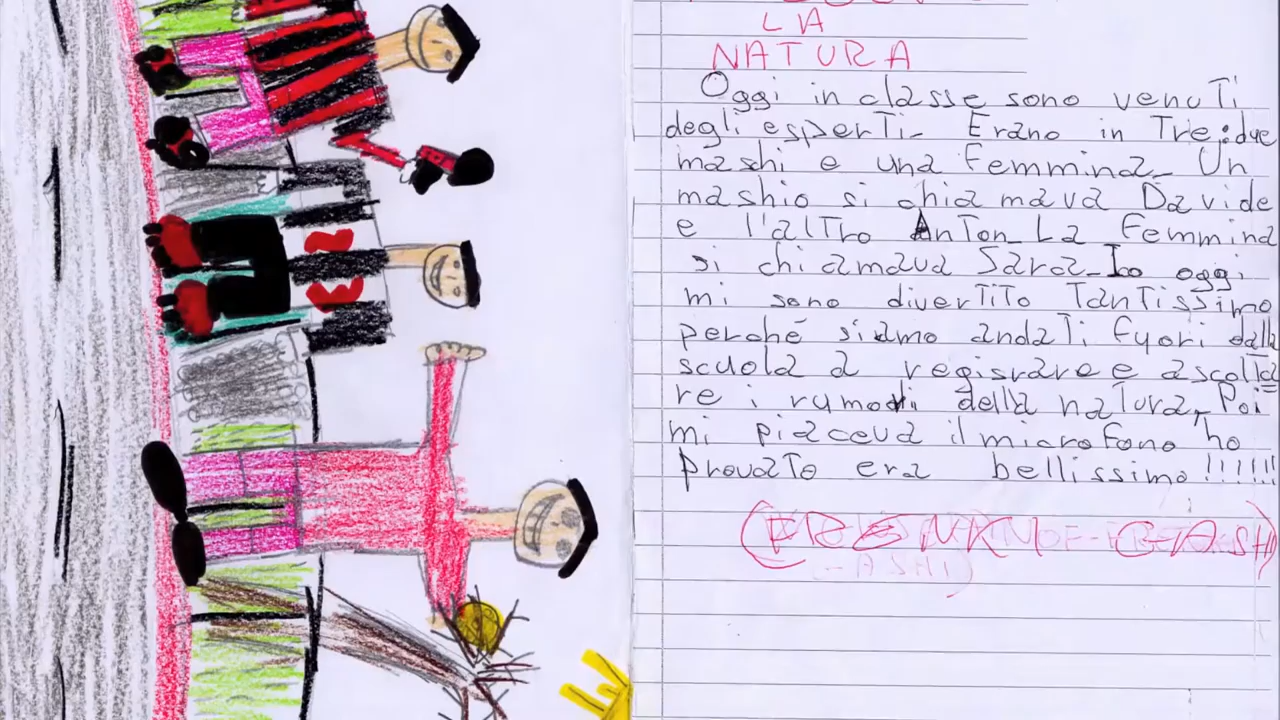 LA
NATURA
Oggi in classe sono venuti
degli esperti. Erano in tre: due
mashi e una femmina. Un
mashio si chiamava Davide
e l'altro Anton. La femmina
si chiamava Sara. Io oggi
mi sono divertito tantissimo
perché siamo andati fuori dalla
scuola a regisrare e ascolta
re i rumori della natura. Poi
mi piaceva il microfono ho
provato era bellissimo!!!!!!